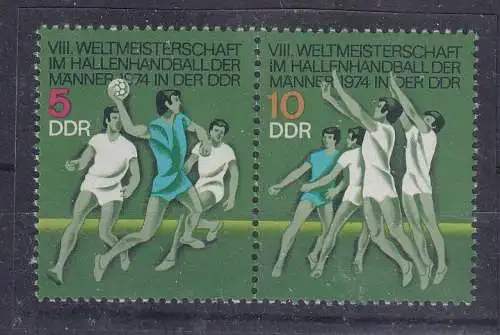 VIII. WELTMEISTERSCHAFT
IM HALLENHANDBALL DER
MÄNNER 1974 IN DER DDR
5
DDR
VIII. WELTMEISTERSCHAFT
IM HALLENHANDBALL DER
MÄNNER 1974 IN DER DDR
10
DDR